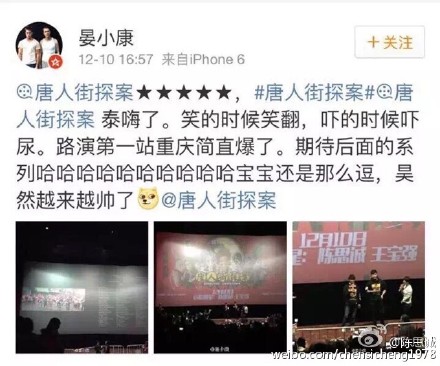 晏小康
+关注
12-10 16:57 来自iPhone 6
唐人街探案★★★★★，#唐人街探案#唐
人街探案 泰嗨了。笑的时候笑翻，吓的时候吓
尿。路演第一站重庆简直爆了。期待后面的系
列哈哈哈哈哈哈哈哈哈哈宝宝还是那么逗，昊
然越来越帅了@唐人街探案
12月10日
陈思诚 王宝强
@陈思诚
weibo.com/chensicheng1978